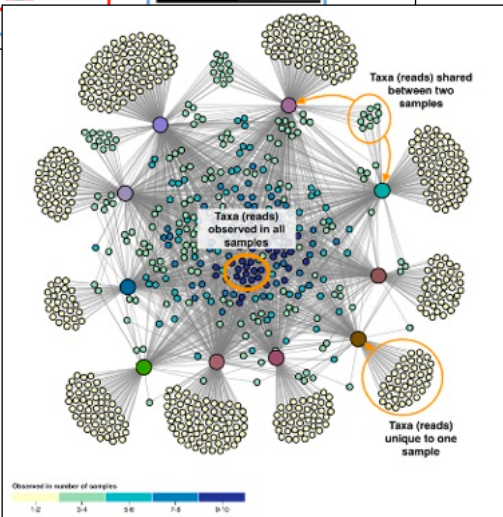 Taxa (reads) shared
between two
samples
Taxa (reads)
observed in all
samples
Taxa (reads)
unique to one
sample
Observed in number of samples
1-2 3-4 5-6 7-8 9-10